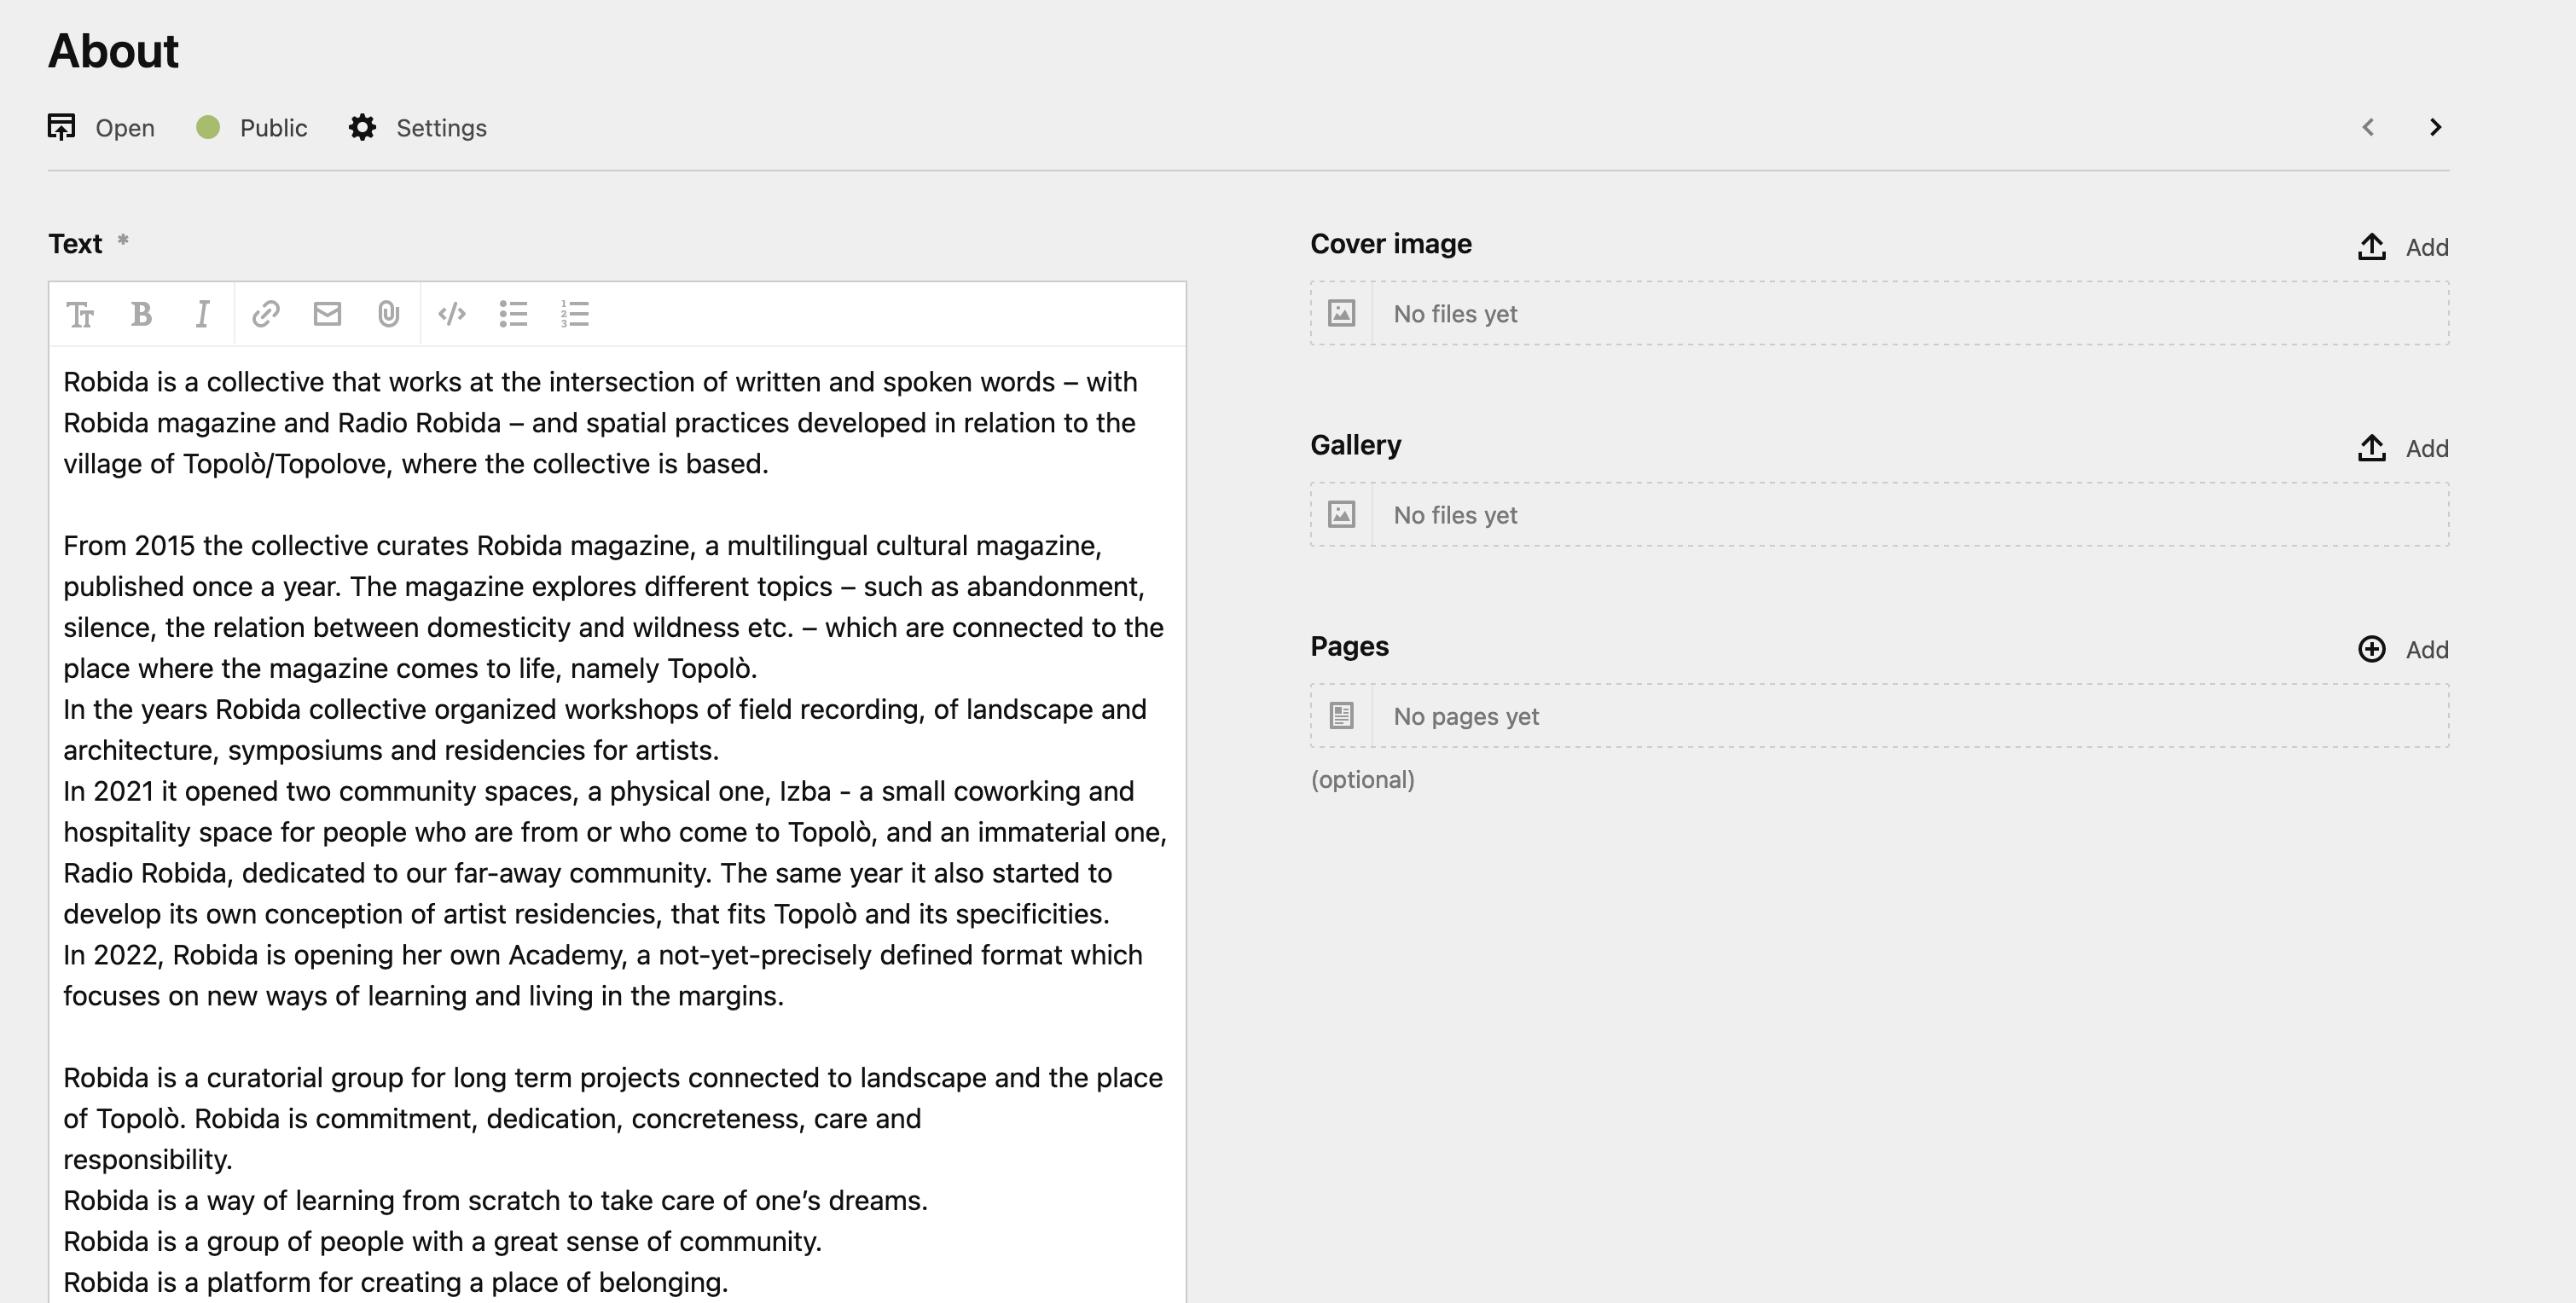 About
Open Public Settings
Text *
Robida is a collective that works at the intersection of written and spoken words – with
Robida magazine and Radio Robida – and spatial practices developed in relation to the
village of Topolò/Topolove, where the collective is based.
From 2015 the collective curates Robida magazine, a multilingual cultural magazine,
published once a year. The magazine explores different topics – such as abandonment,
silence, the relation between domesticity and wildness etc. – which are connected to the
place where the magazine comes to life, namely Topolò.
In the years Robida collective organized workshops of field recording, of landscape and
architecture, symposiums and residencies for artists.
In 2021 it opened two community spaces, a physical one, Izba - a small coworking and
hospitality space for people who are from or who come to Topolò, and an immaterial one,
Radio Robida, dedicated to our far-away community. The same year it also started to
develop its own conception of artist residencies, that fits Topolò and its specificities.
In 2022, Robida is opening her own Academy, a not-yet-precisely defined format which
focuses on new ways of learning and living in the margins.
Robida is a curatorial group for long term projects connected to landscape and the place
of Topolò. Robida is commitment, dedication, concreteness, care and
responsibility.
Robida is a way of learning from scratch to take care of one’s dreams.
Robida is a group of people with a great sense of community.
Robida is a platform for creating a place of belonging.
Cover image Add
No files yet
Gallery Add
No files yet
Pages Add
No pages yet
(optional)